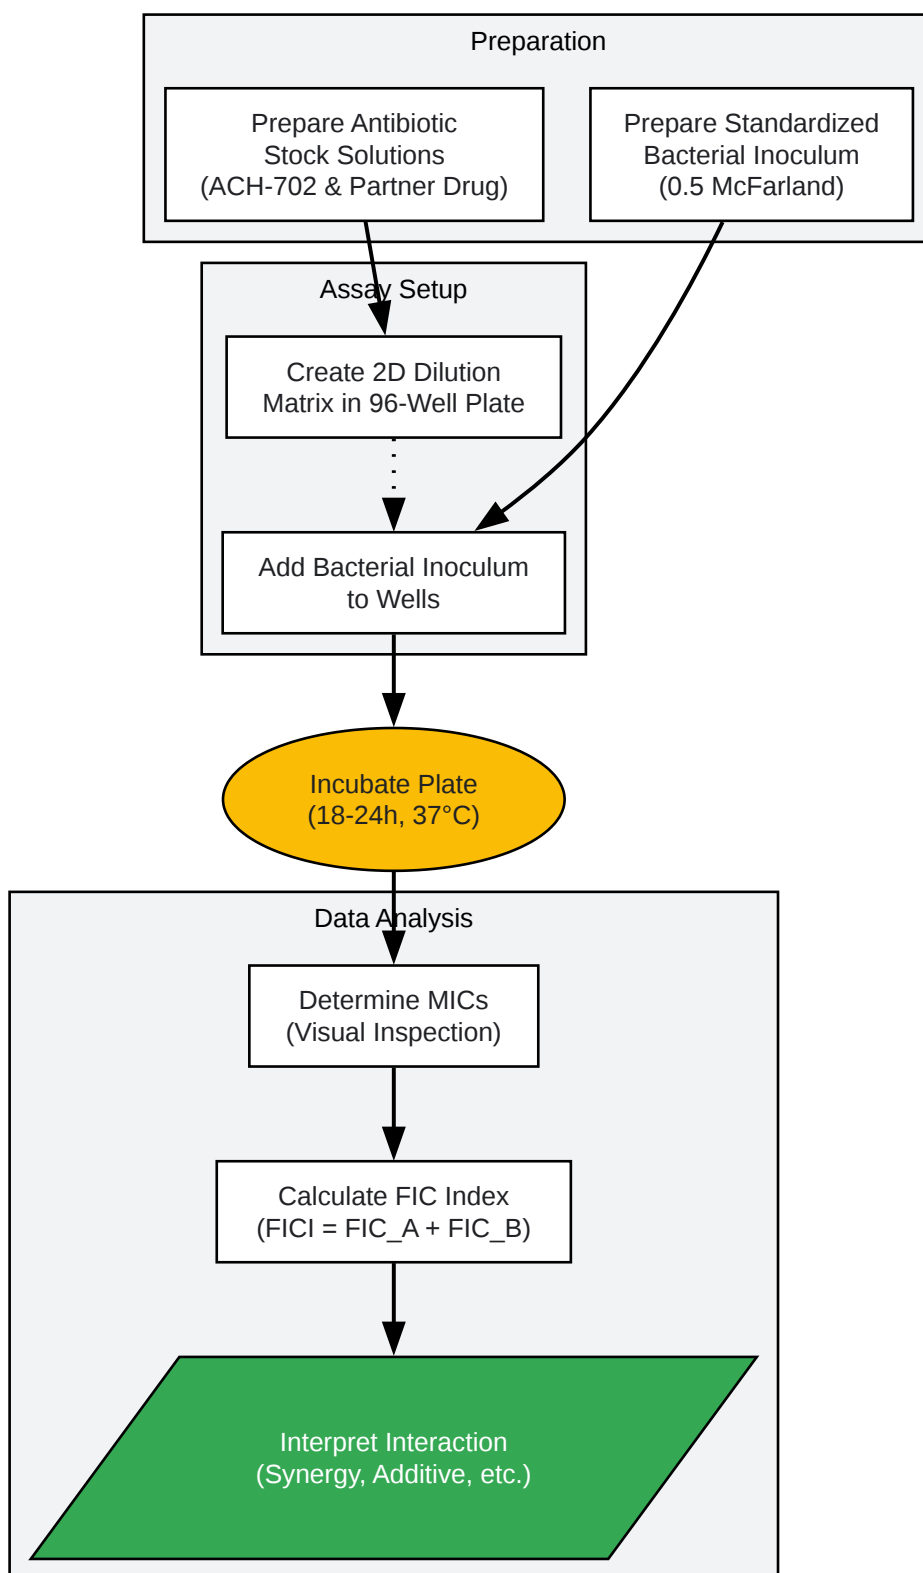 Preparation
Prepare Antibiotic
Stock Solutions
(ACH-702 & Partner Drug)
Prepare Standardized
Bacterial Inoculum
(0.5 McFarland)
Assay Setup
Create 2D Dilution
Matrix in 96-Well Plate
Add Bacterial Inoculum
to Wells
Incubate Plate
(18-24h, 37°C)
Data Analysis
Determine MICs
(Visual Inspection)
Calculate FIC Index
(FICI = FIC_A + FIC_B)
Interpret Interaction
(Synergy, Additive, etc.)